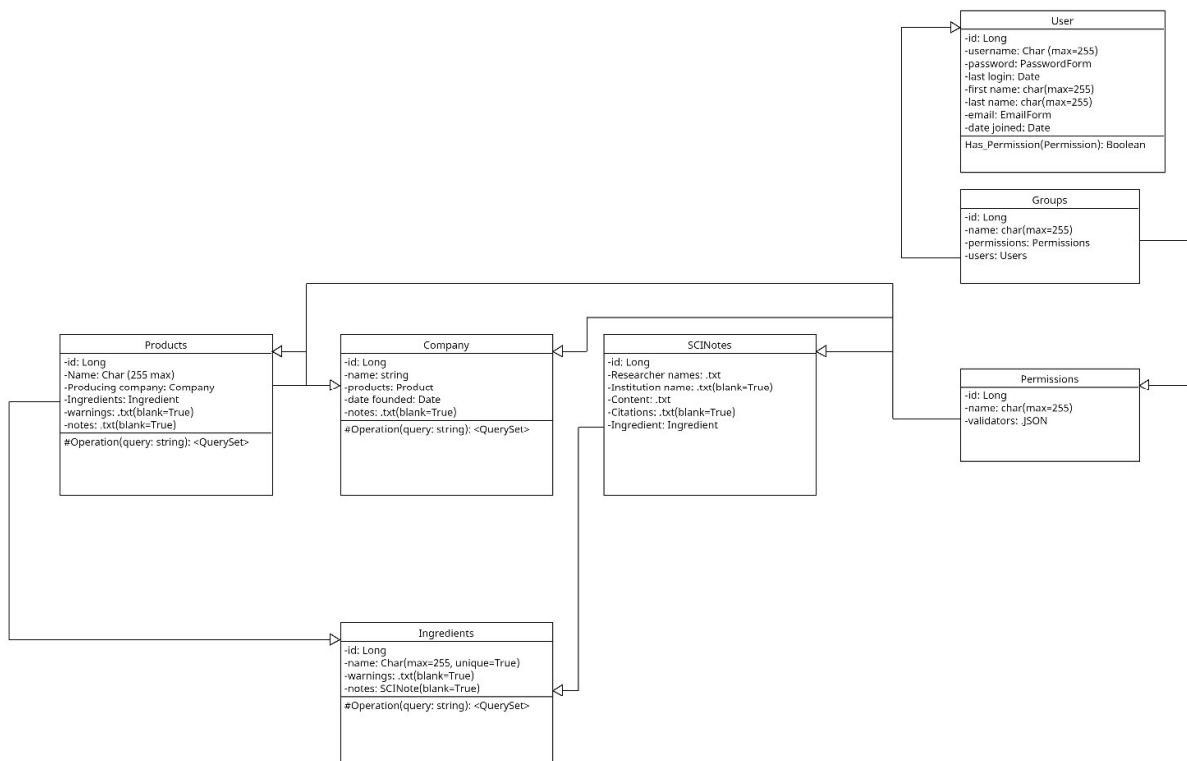 User
-id: Long
-username: Char (max=255)
-password: PasswordForm
-last login: Date
-first name: char(max=255)
-last name: char(max=255)
-email: EmailForm
-date joined: Date
Has_Permission(Permission): Boolean
Groups
-id: Long
-name: char(max=255)
-permissions: Permissions
-users: Users
Products
-id: Long
-Name: Char (255 max)
-Producing company: Company
-Ingredients: Ingredient
-warnings: .txt(blank=True)
-notes: .txt(blank=True)
#Operation(query: string): <QuerySet>
Company
-id: Long
-name: string
-products: Product
-date founded: Date
-notes: .txt(blank=True)
#Operation(query: string): <QuerySet>
SCINotes
-id: Long
-Researcher names: .txt
-Institution name: .txt(blank=True)
-Content: .txt
-Citations: .txt(blank=True)
-Ingredient: Ingredient
Permissions
-id: Long
-name: char(max=255)
-validators: .JSON
Ingredients
-id: Long
-name: Char(max=255, unique=True)
-warnings: .txt(blank=True)
-notes: SCINote(blank=True)
#Operation(query: string): <QuerySet>